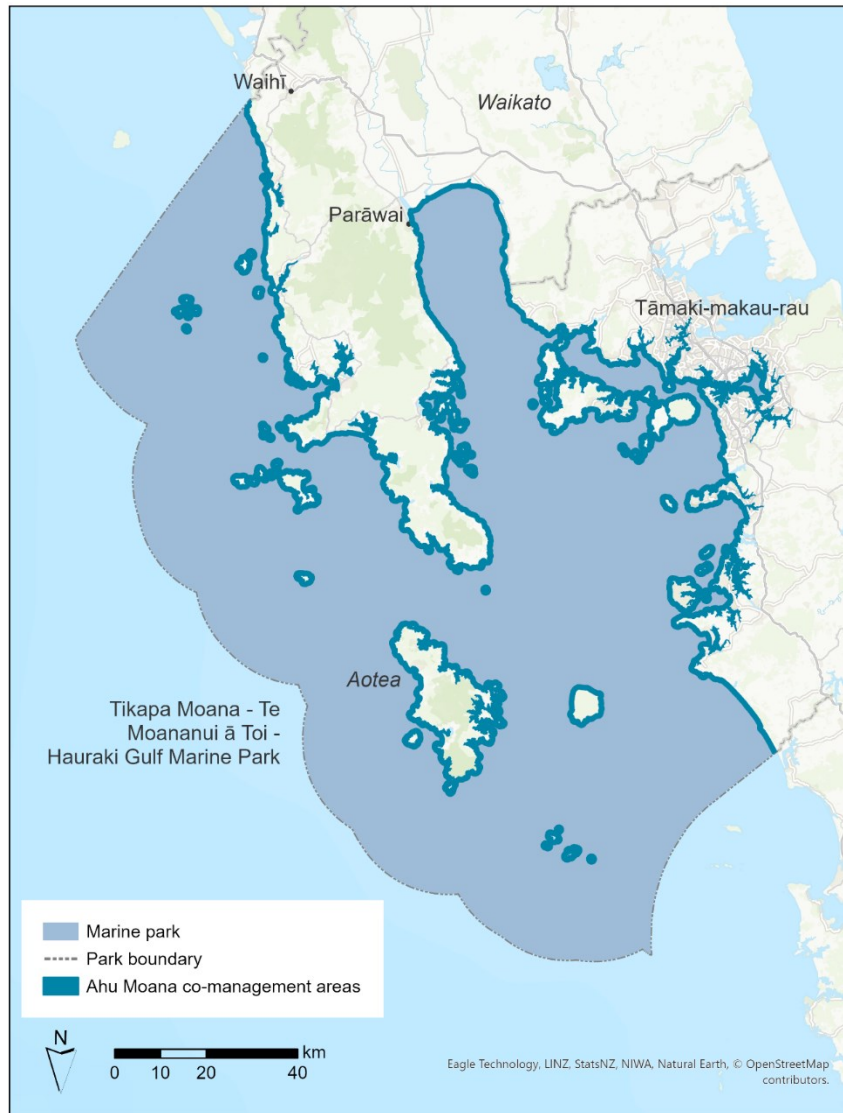 Waihī
Waikato
Parāwai
Tāmaki-makau-rau
Aotea
Tikapa Moana - Te
Moananui ā Toi -
Hauraki Gulf Marine Park
Marine park
Park boundary
Ahu Moana co-management areas
N
km
0 10 20 40
Eagle Technology, LINZ, StatsNZ, NIWA, Natural Earth, © OpenStreetMap
contributors.